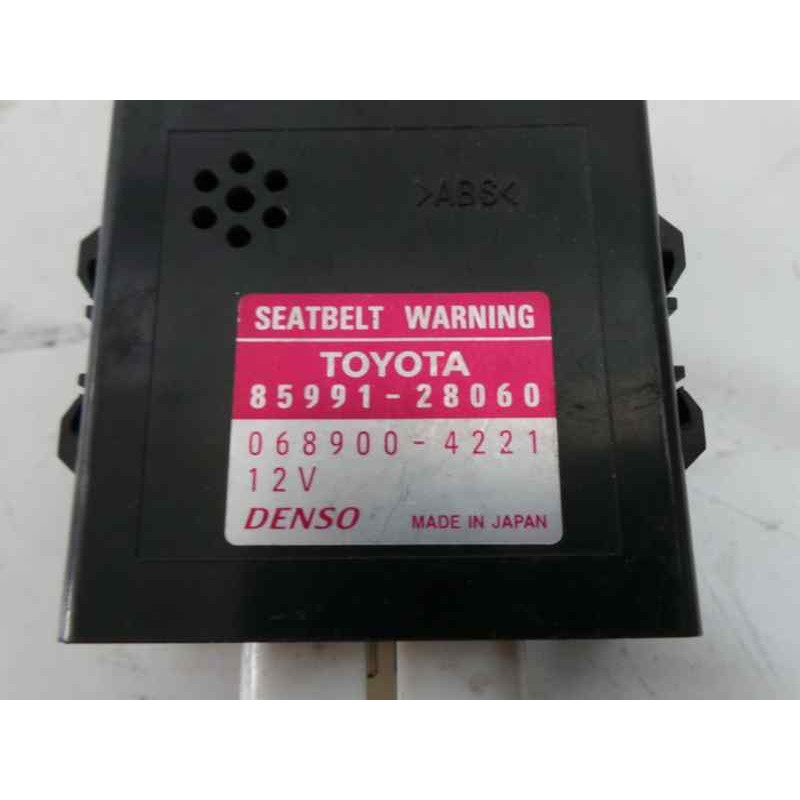 >ABS<
SEATBELT WARNING
TOYOTA
85991-28060
068900-4221
12V
DENSO MADE IN JAPAN